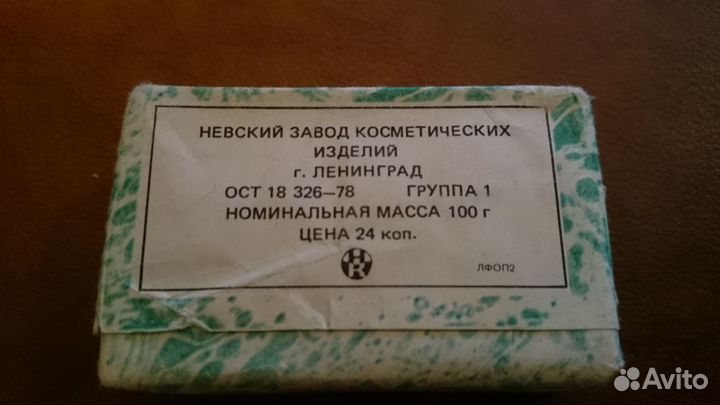 НЕВСКИЙ ЗАВОД КОСМЕТИЧЕСКИХ
ИЗДЕЛИЙ
г. ЛЕНИНГРАД
ОСТ 18 326—78 ГРУППА 1
НОМИНАЛЬНАЯ МАССА 100 г
ЦЕНА 24 коп.
НК
ЛФОП2
Avito